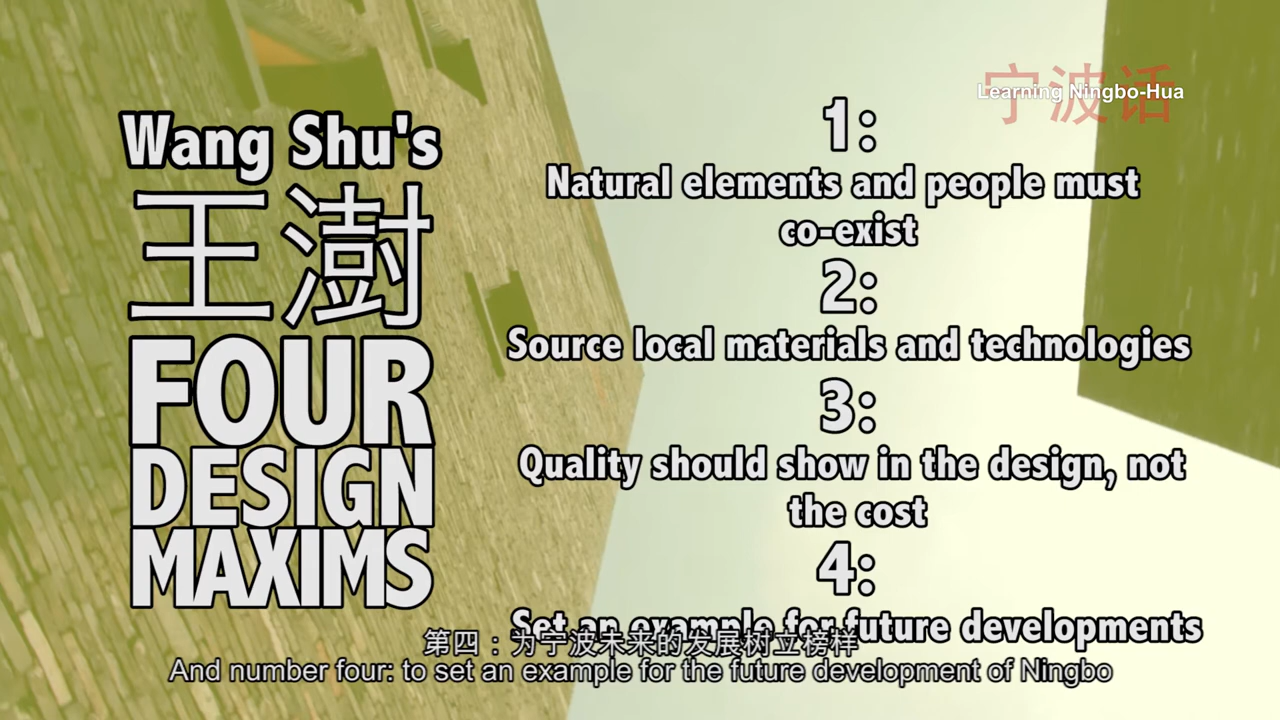 宁波话
Learning Ningbo-Hua
Wang Shu's
王澍
FOUR
DESIGN
MAXIMS
1:
Natural elements and people must
co-exist
2:
Source local materials and technologies
3:
Quality should show in the design, not
the cost
4:
Set an example for future developments
第四：为宁波未来的发展树立榜样
And number four: to set an example for the future development of Ningbo